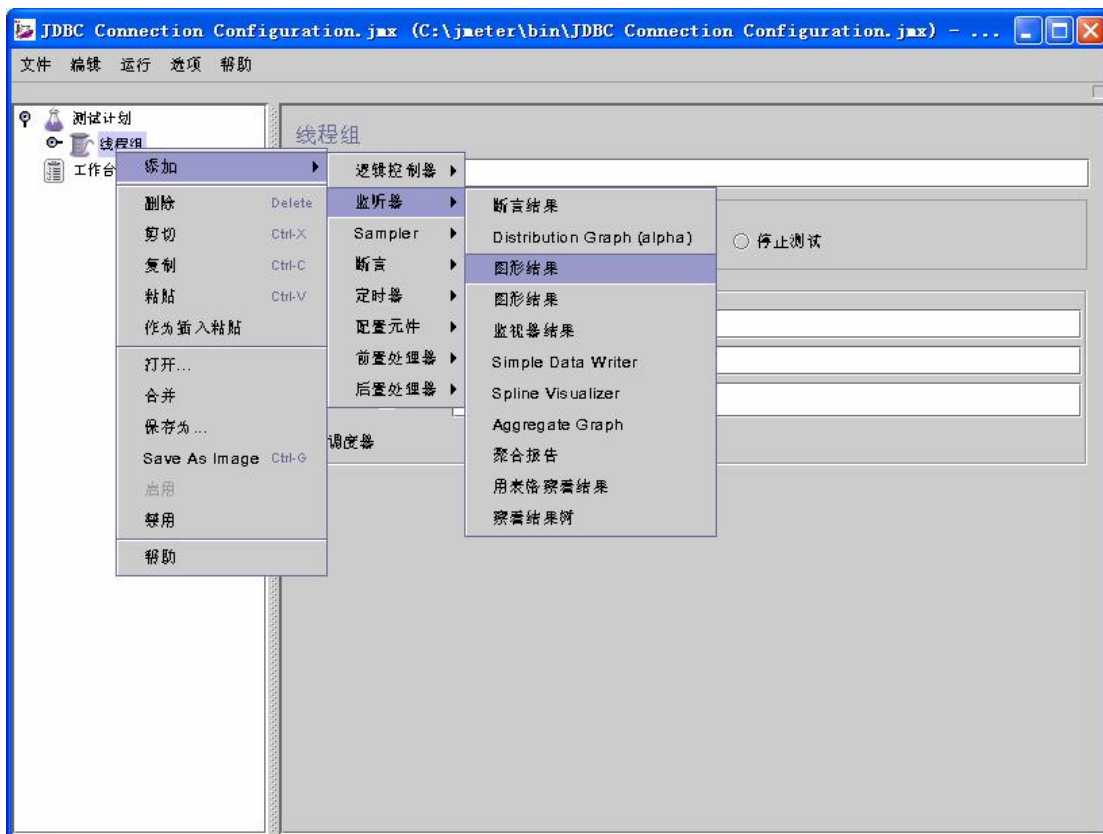 JDBC Connection Configuration.jmx (C:\jmeter\bin\JDBC Connection Configuration.jmx) - ...
文件 编辑 运行 选项 帮助
测试计划
线程组
工作台
线程组
添加
删除 Delete
剪切 Ctrl-X
复制 Ctrl-C
粘贴 Ctrl-V
作为插入粘贴
打开...
合并
保存为...
Save As Image Ctrl-G
启用
禁用
帮助
逻辑控制器
监听器
Sampler
断言
定时器
配置元件
前置处理器
后置处理器
断言结果
Distribution Graph (alpha)
图形结果
图形结果
监视器结果
Simple Data Writer
Spline Visualizer
Aggregate Graph
聚合报告
用表格察看结果
察看结果树
停止测试
调度器